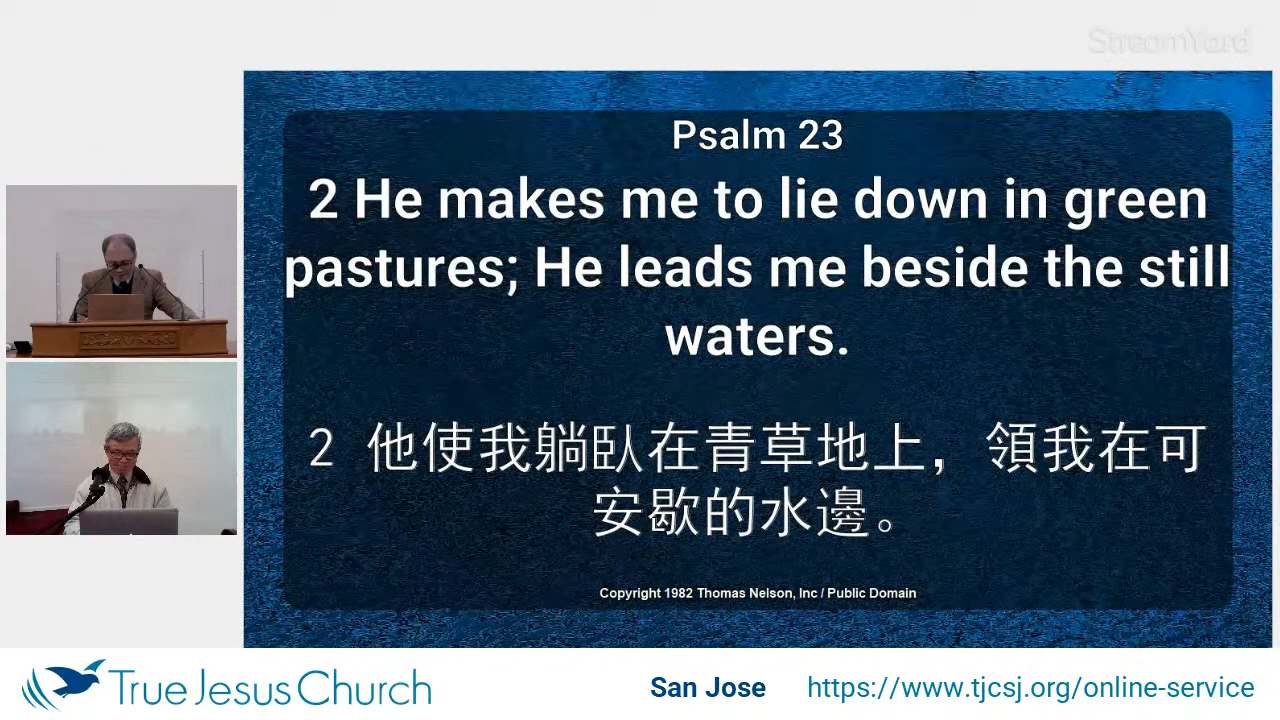 StreamYard
Psalm 23
2 He makes me to lie down in green
pastures; He leads me beside the still
waters.
2 他使我躺臥在青草地上，領我在可
安歇的水邊。
Copyright 1982 Thomas Nelson, Inc / Public Domain
True Jesus Church
San Jose https://www.tjcsj.org/online-service